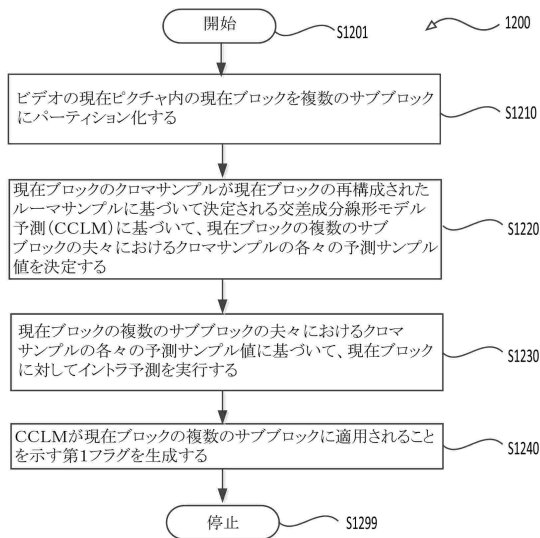 開始
S1201
1200
ビデオの現在ピクチャ内の現在ブロックを複数のサブブロック
にパーティション化する
S1210
現在ブロックのクロマサンプルが現在ブロックの再構成された
ルーマサンプルに基づいて決定される交差成分線形モデル
予測(CCLM)に基づいて、現在ブロックの複数のサブ
ブロックの夫々におけるクロマサンプルの各々の予測サンプル
値を決定する
S1220
現在ブロックの複数のサブブロックの夫々におけるクロマ
サンプルの各々の予測サンプル値に基づいて、現在ブロック
に対してイントラ予測を実行する
S1230
CCLMが現在ブロックの複数のサブブロックに適用されること
を示す第1フラグを生成する
S1240
停止
S1299